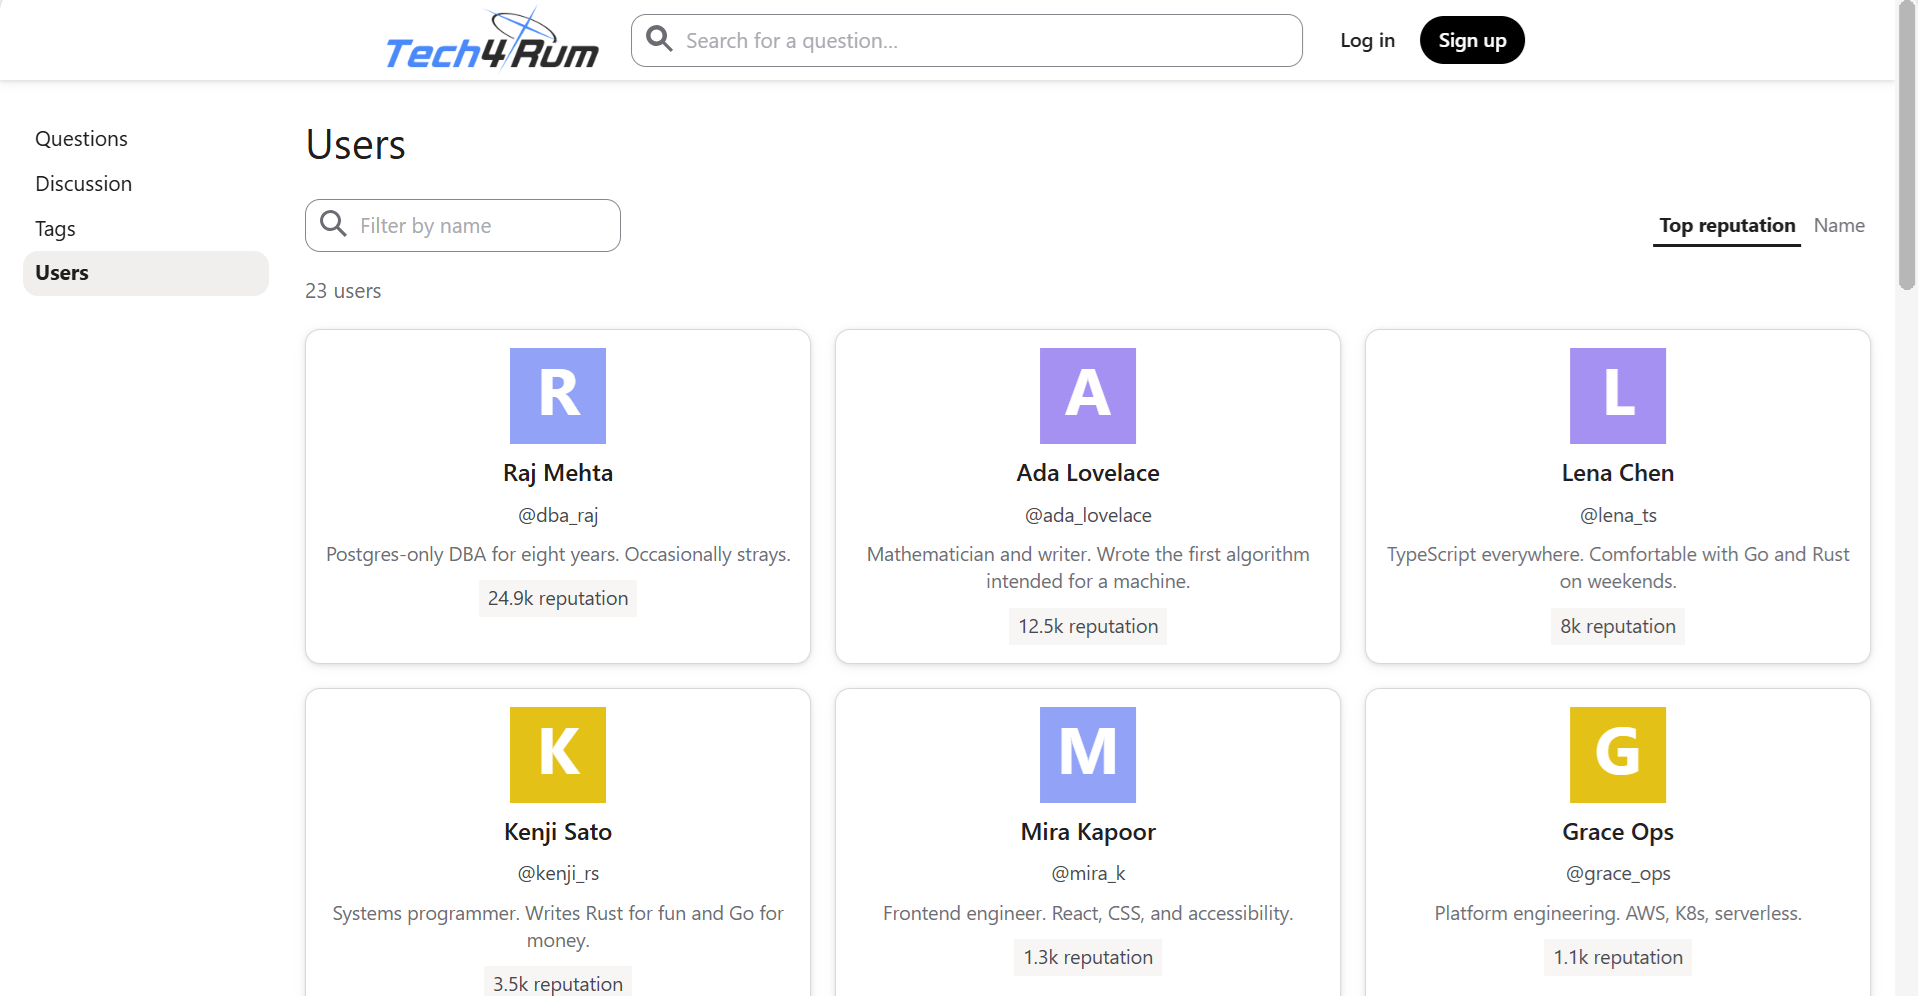 Tech4Rum
Search for a question...
Log in
Sign up
Questions
Discussion
Tags
Users
Users
Filter by name
Top reputation
Name
23 users
R
Raj Mehta
@dba_raj
Postgres-only DBA for eight years. Occasionally strays.
24.9k reputation
A
Ada Lovelace
@ada_lovelace
Mathematician and writer. Wrote the first algorithm
intended for a machine.
12.5k reputation
L
Lena Chen
@lena_ts
TypeScript everywhere. Comfortable with Go and Rust
on weekends.
8k reputation
K
Kenji Sato
@kenji_rs
Systems programmer. Writes Rust for fun and Go for
money.
3.5k reputation
M
Mira Kapoor
@mira_k
Frontend engineer. React, CSS, and accessibility.
1.3k reputation
G
Grace Ops
@grace_ops
Platform engineering. AWS, K8s, serverless.
1.1k reputation